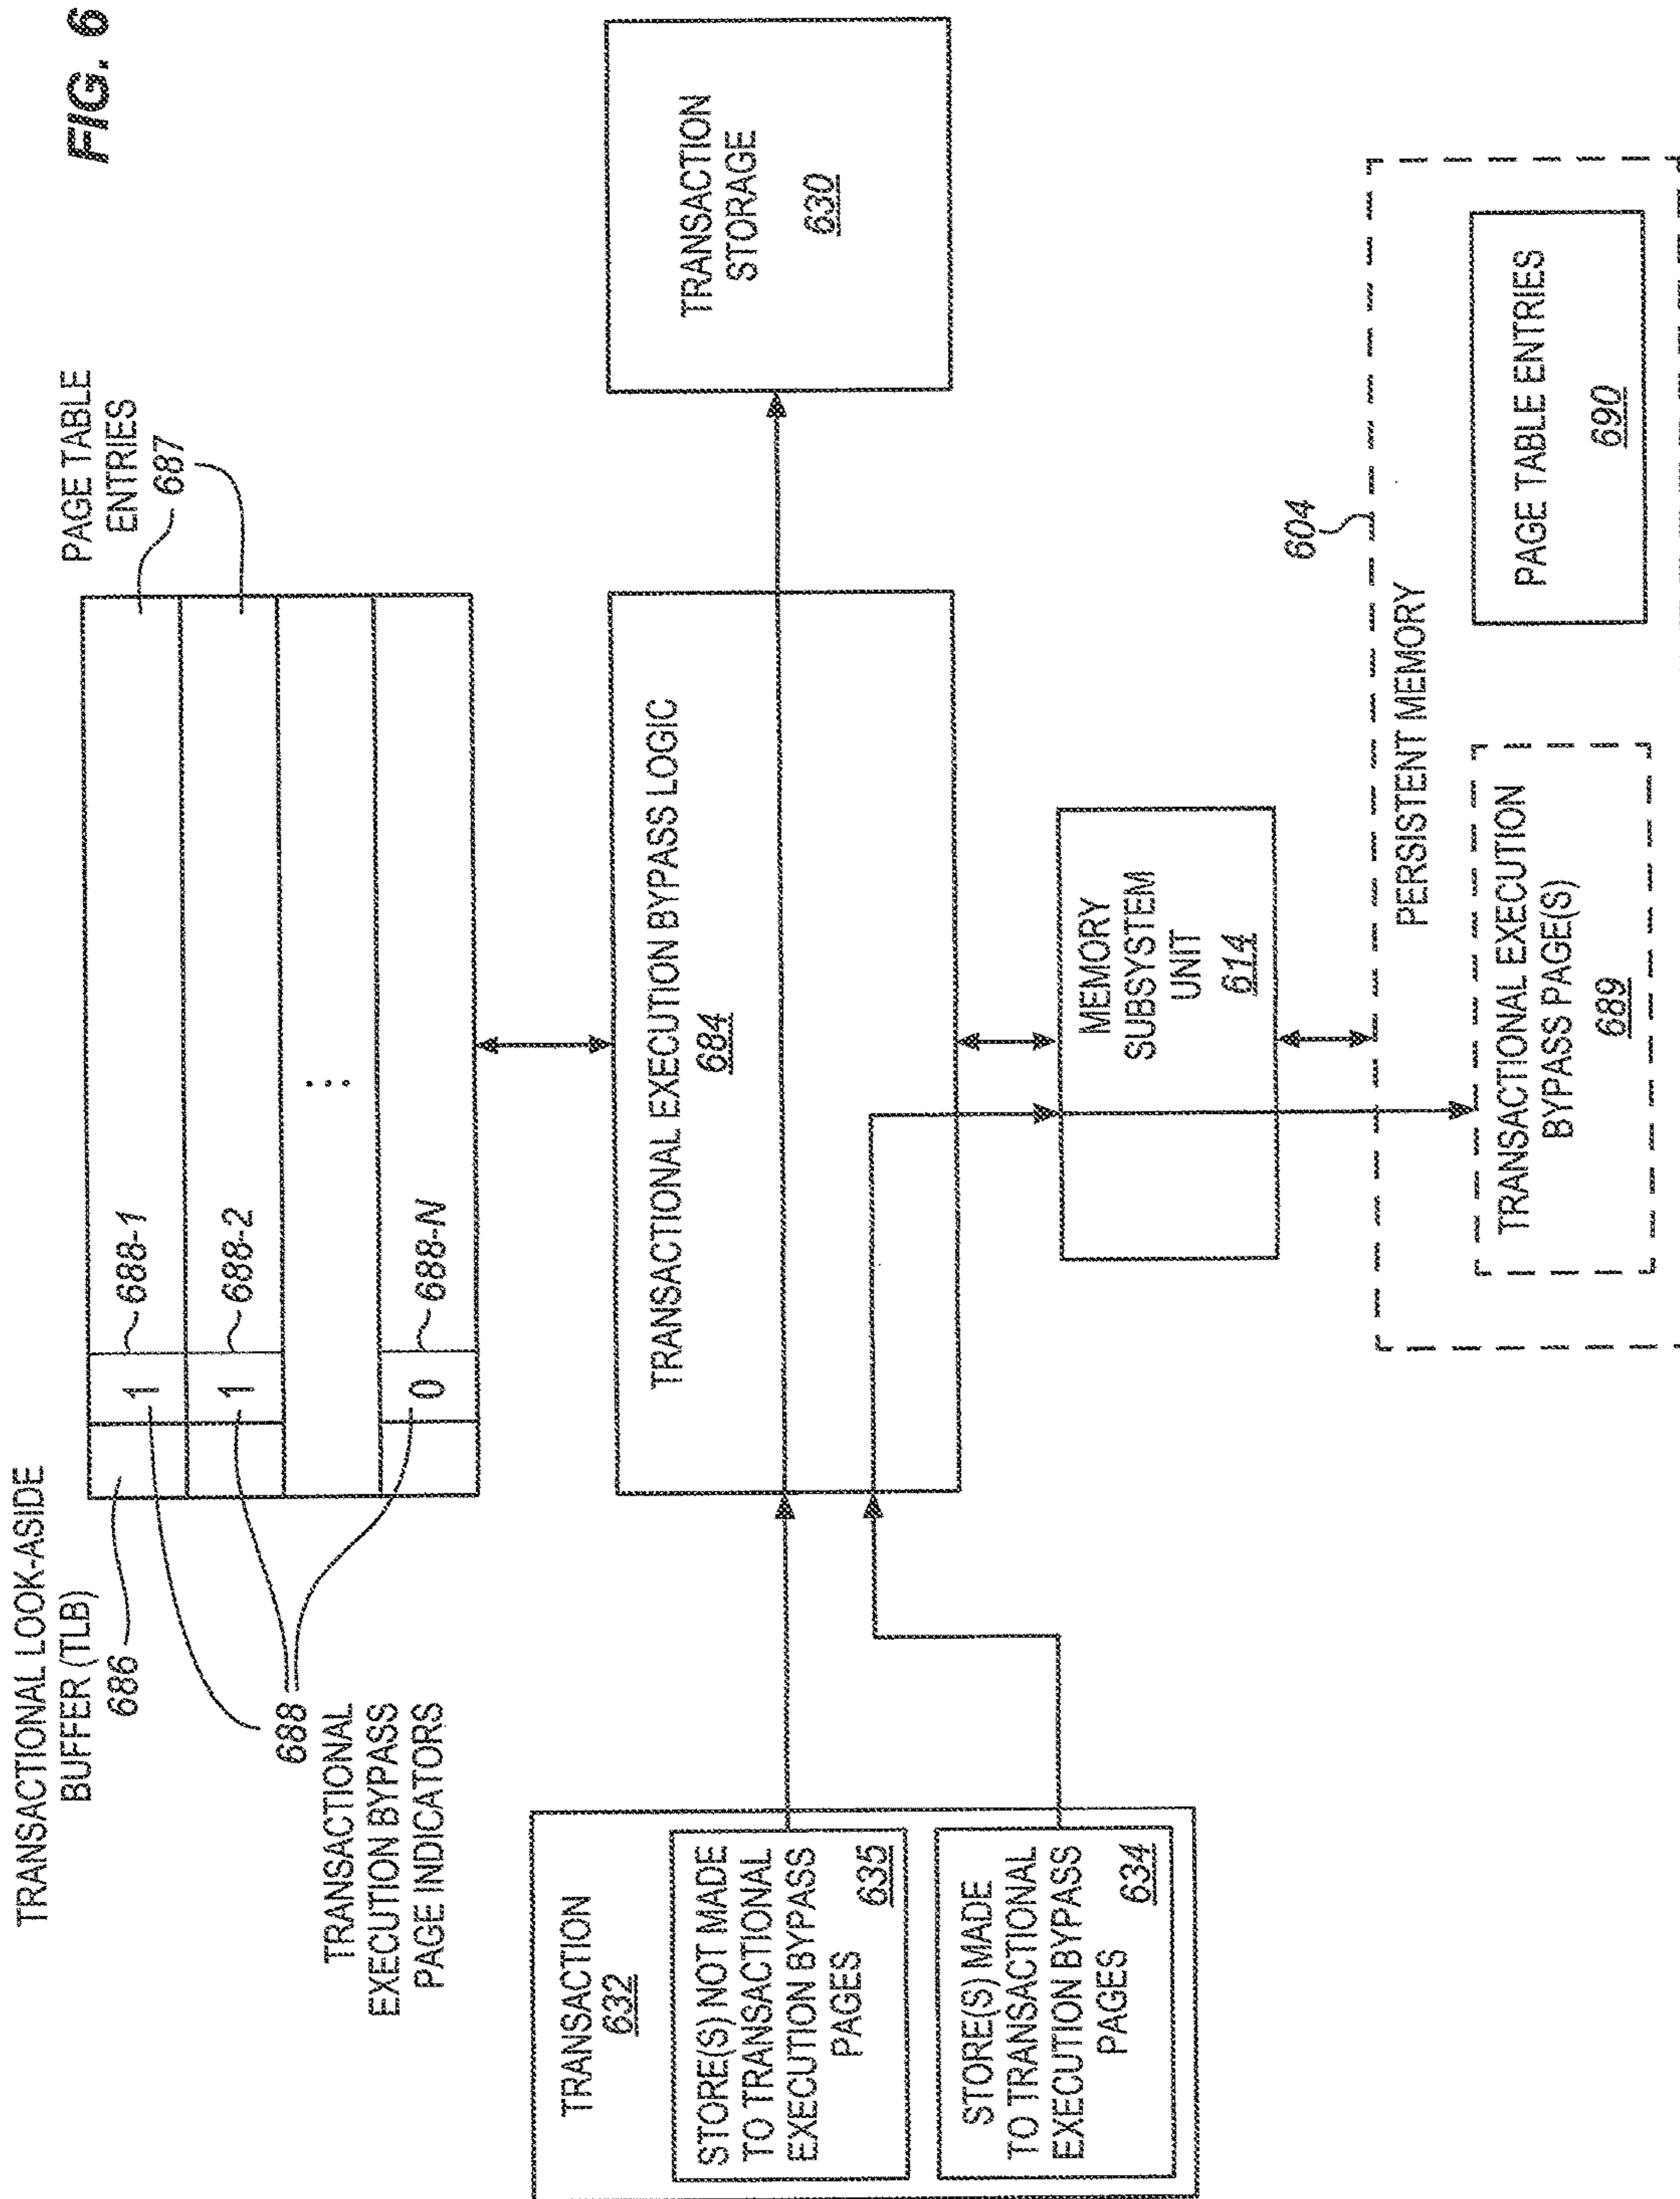 FIG. 6
TRANSACTIONAL LOOK-ASIDE
BUFFER (TLB)
686
PAGE TABLE
ENTRIES
687
1
688-1
1
688-2
...
0
688-N
688
TRANSACTIONAL
EXECUTION BYPASS
PAGE INDICATORS
TRANSACTION
632
STORE(S) NOT MADE
TO TRANSACTIONAL
EXECUTION BYPASS
PAGES
635
STORE(S) MADE
TO TRANSACTIONAL
EXECUTION BYPASS
PAGES
634
TRANSACTIONAL EXECUTION BYPASS LOGIC
684
TRANSACTION
STORAGE
630
MEMORY
SUBSYSTEM
UNIT
614
604
PERSISTENT MEMORY
TRANSACTIONAL EXECUTION
BYPASS PAGE(S)
689
PAGE TABLE ENTRIES
690